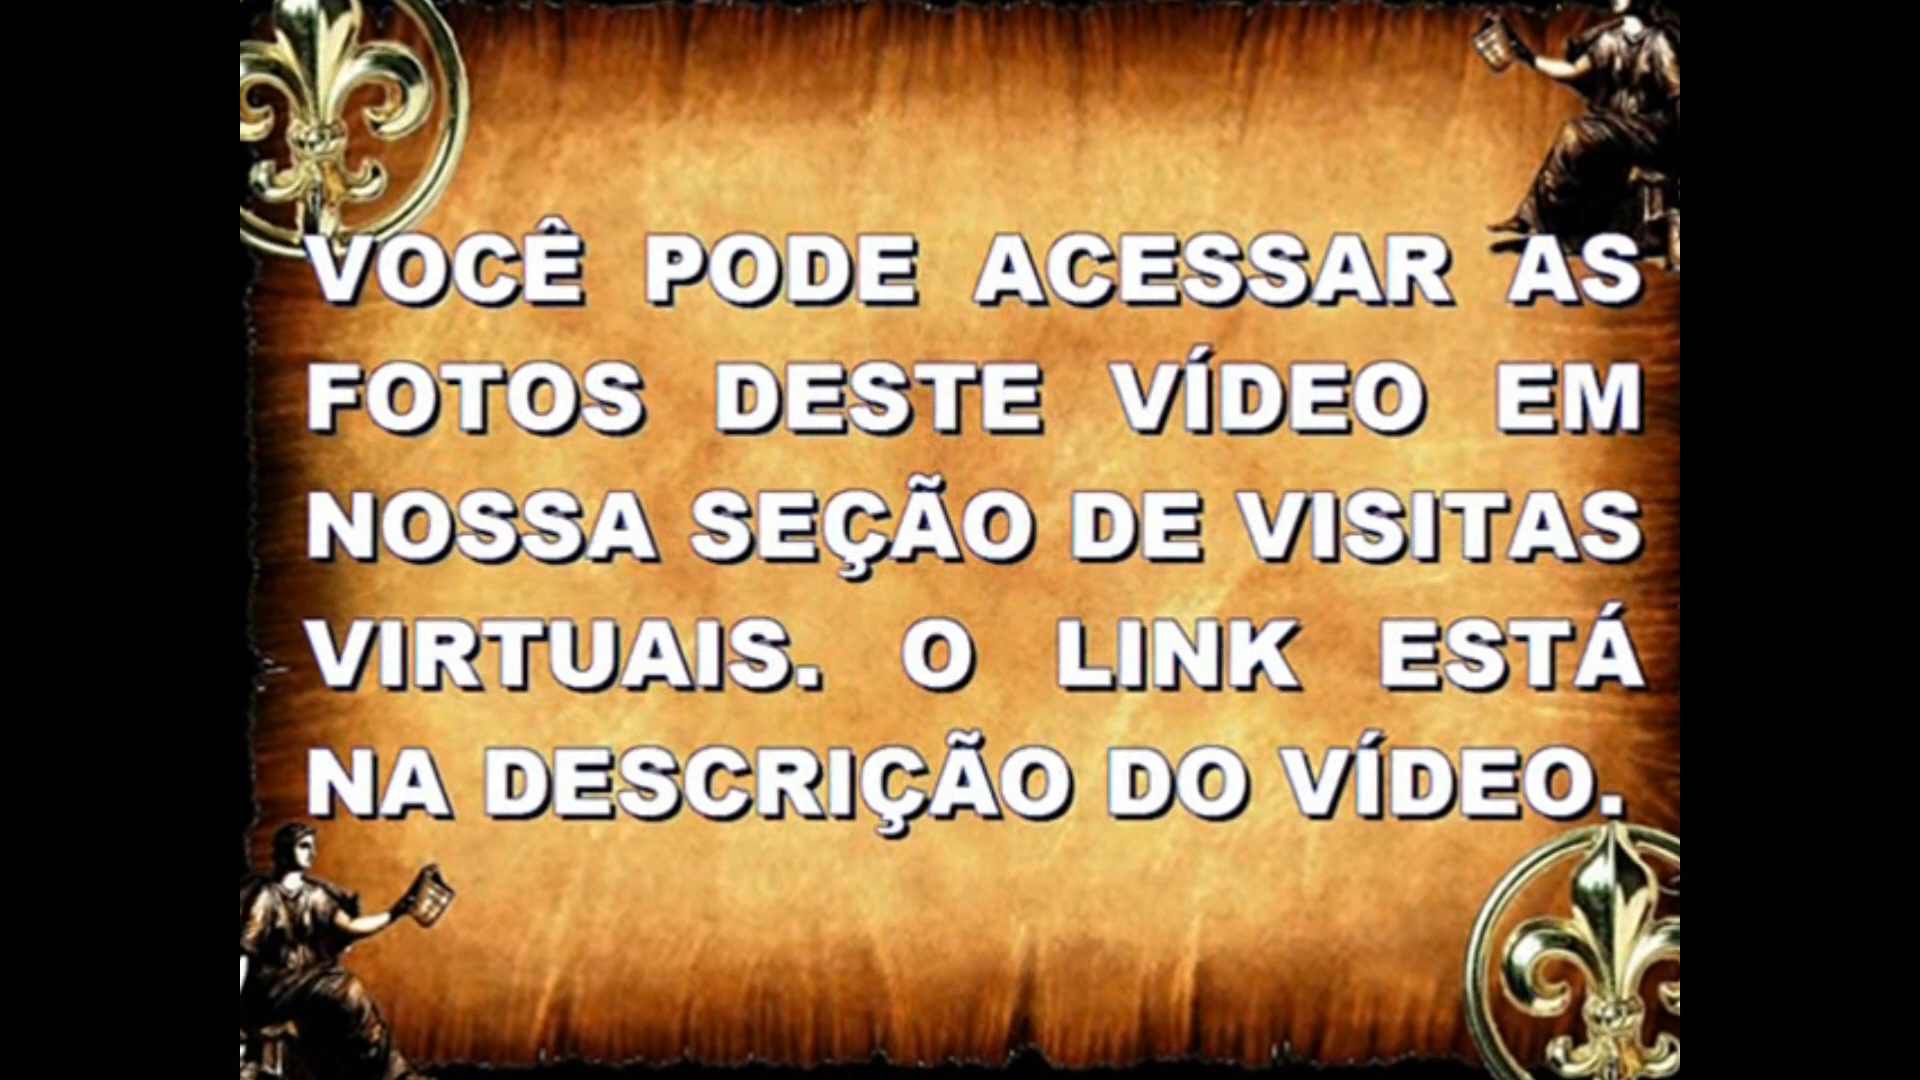 VOCÊ PODE ACESSAR AS
FOTOS DESTE VÍDEO EM
NOSSA SEÇÃO DE VISITAS
VIRTUAIS. O LINK ESTÁ
NA DESCRIÇÃO DO VÍDEO.